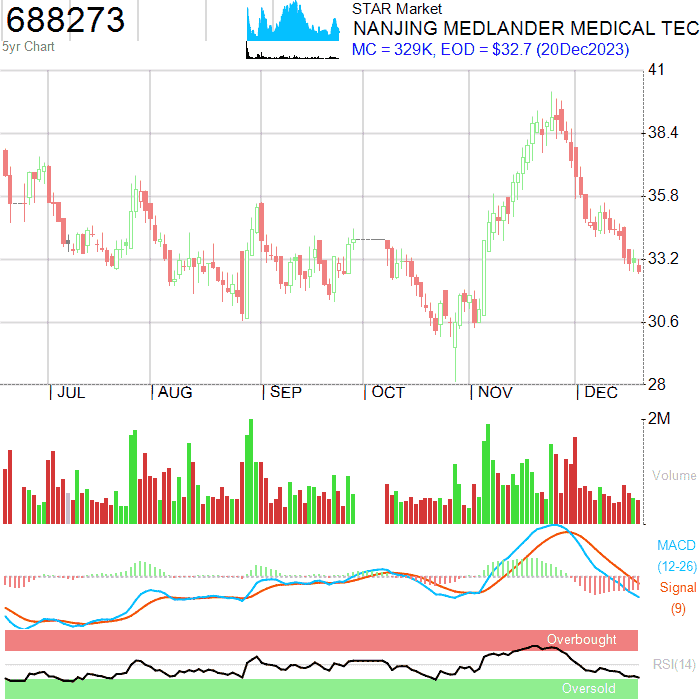 688273
5yr Chart
STAR Market
NANJING MEDLANDER MEDICAL TEC
MC = 329K, EOD = $32.7 (20Dec2023)
41
38.4
35.8
33.2
30.6
28
JUL AUG SEP OCT NOV DEC
2M
Volume
MACD
(12-26)
Signal
(9)
Overbought
RSI(14)
Oversold